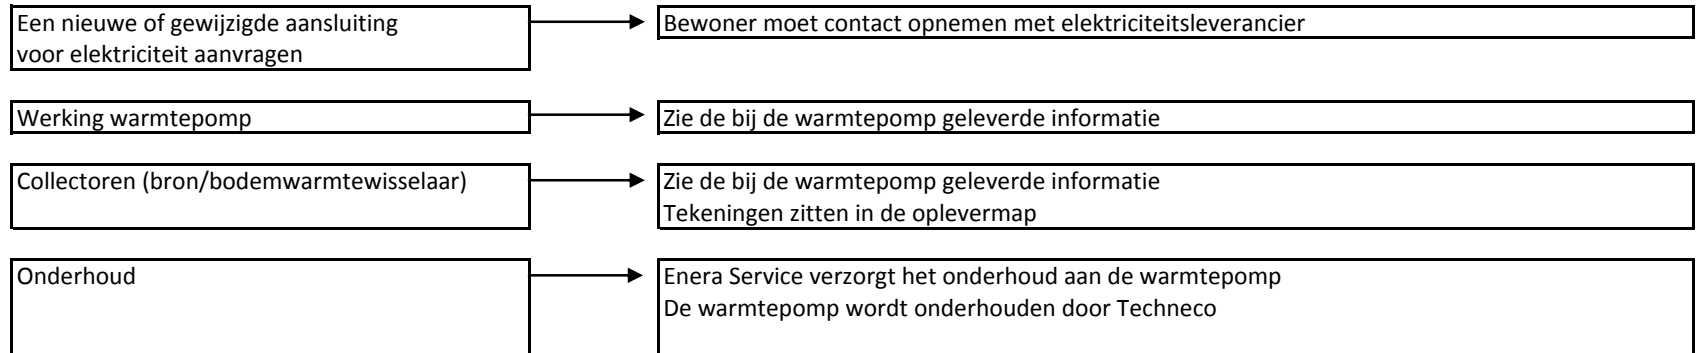 Een nieuwe of gewijzigde aansluiting
voor elektriciteit aanvragen
Bewoner moet contact opnemen met elektriciteitsleverancier
Werking warmtepomp
Zie de bij de warmtepomp geleverde informatie
Collectoren (bron/bodemwarmtewisselaar)
Zie de bij de warmtepomp geleverde informatie
Tekeningen zitten in de oplevermap
Onderhoud
Enera Service verzorgt het onderhoud aan de warmtepomp
De warmtepomp wordt onderhouden door Techneco